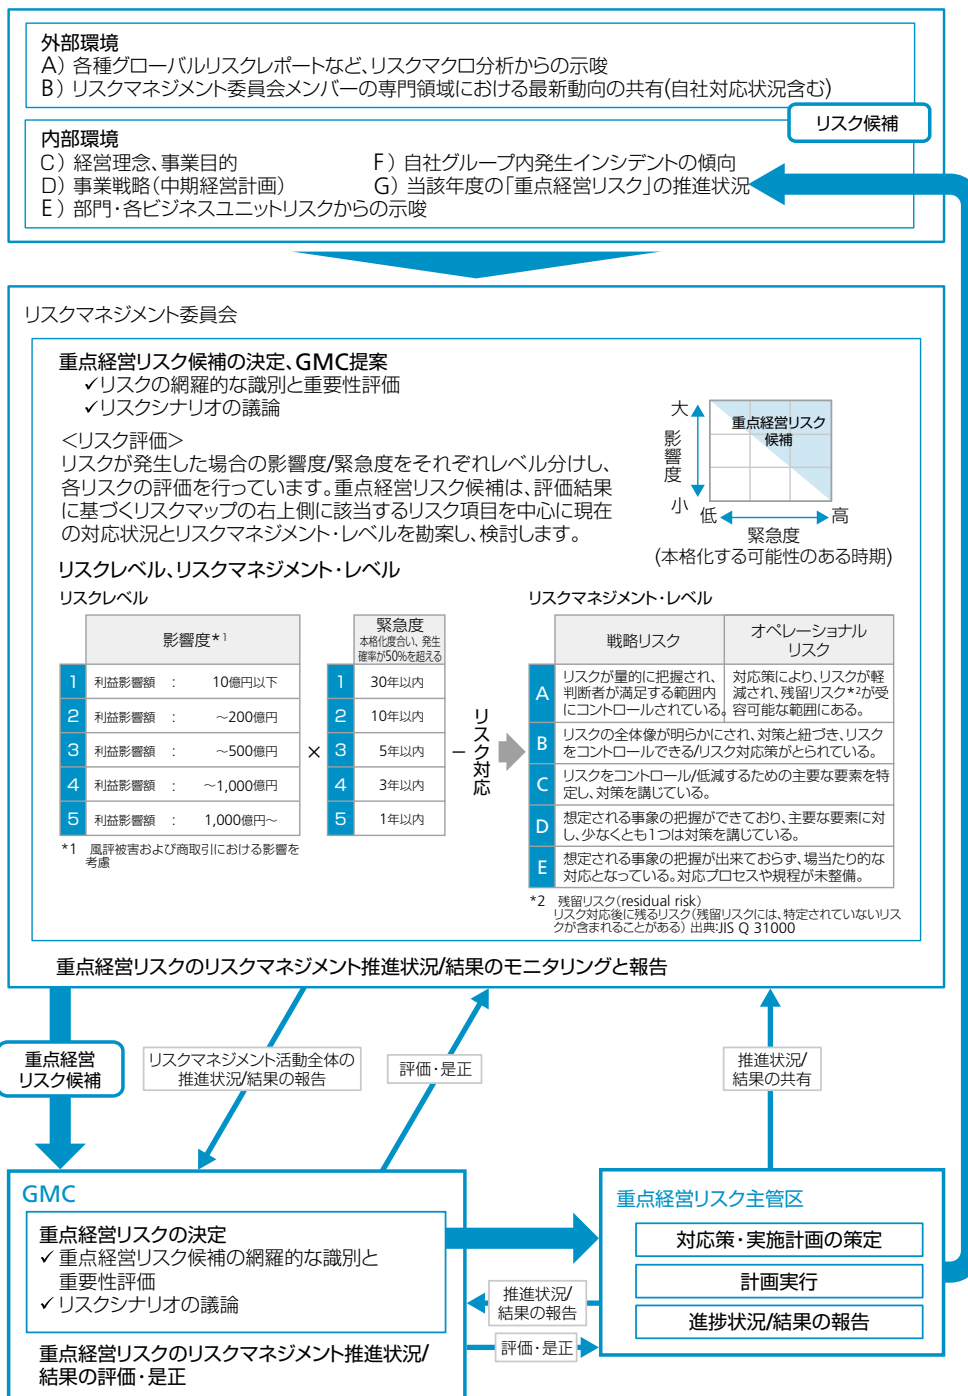 外部環境
A）各種グローバルリスクレポートなど、リスクマクロ分析からの示唆
B）リスクマネジメント委員会メンバーの専門領域における最新動向の共有(自社対応状況含む)
リスク候補
内部環境
C）経営理念、事業目的
D）事業戦略（中期経営計画）
E）部門・各ビジネスユニットリスクからの示唆
F）自社グループ内発生インシデントの傾向
G）当該年度の「重点経営リスク」の推進状況
リスクマネジメント委員会
重点経営リスク候補の決定、GMC提案
✓リスクの網羅的な識別と重要性評価
✓リスクシナリオの議論
＜リスク評価＞
リスクが発生した場合の影響度/緊急度をそれぞれレベル分けし、
各リスクの評価を行っています。重点経営リスク候補は、評価結果
に基づくリスクマップの右上側に該当するリスク項目を中心に現在
の対応状況とリスクマネジメント・レベルを勘案し、検討します。
大
影響度
小
重点経営リスク
候補
低
高
緊急度
(本格化する可能性のある時期)
リスクレベル、リスクマネジメント・レベル
リスクレベル
影響度*1
1 利益影響額 ： 10億円以下
2 利益影響額 ： ～200億円
3 利益影響額 ： ～500億円
4 利益影響額 ： ～1,000億円
5 利益影響額 ： 1,000億円～
*1 風評被害および商取引における影響を
考慮
×
緊急度
本格化度合い、発生
確率が50%を超える
1 30年以内
2 10年以内
3 5年以内
4 3年以内
5 1年以内
−
リスク対応
リスクマネジメント・レベル
戦略リスク
オペレーショナル
リスク
A
リスクが量的に把握され、
判断者が満足する範囲内
にコントロールされている。
対応策により、リスクが軽
減され、残留リスク*2が受
容可能な範囲にある。
B
リスクの全体像が明らかにされ、対策と紐づき、リスク
をコントロールできる/リスク対応策がとられている。
C
リスクをコントロール/低減するための主要な要素を特
定し、対策を講じている。
D
想定される事象の把握ができており、主要な要素に対
し、少なくとも1つは対策を講じている。
E
想定される事象の把握が出来ておらず、場当たり的な
対応となっている。対応プロセスや規程が未整備。
*2 残留リスク（residual risk）
リスク対応後に残るリスク（残留リスクには、特定されていないリス
クが含まれることがある）出典:JIS Q 31000
重点経営リスクのリスクマネジメント推進状況/結果のモニタリングと報告
重点経営
リスク候補
リスクマネジメント活動全体の
推進状況/結果の報告
評価・是正
推進状況/
結果の共有
GMC
重点経営リスクの決定
✓重点経営リスク候補の網羅的な識別と
重要性評価
✓リスクシナリオの議論
重点経営リスクのリスクマネジメント推進状況/
結果の評価・是正
推進状況/
結果の報告
評価・是正
重点経営リスク主管区
対応策・実施計画の策定
計画実行
進捗状況/結果の報告